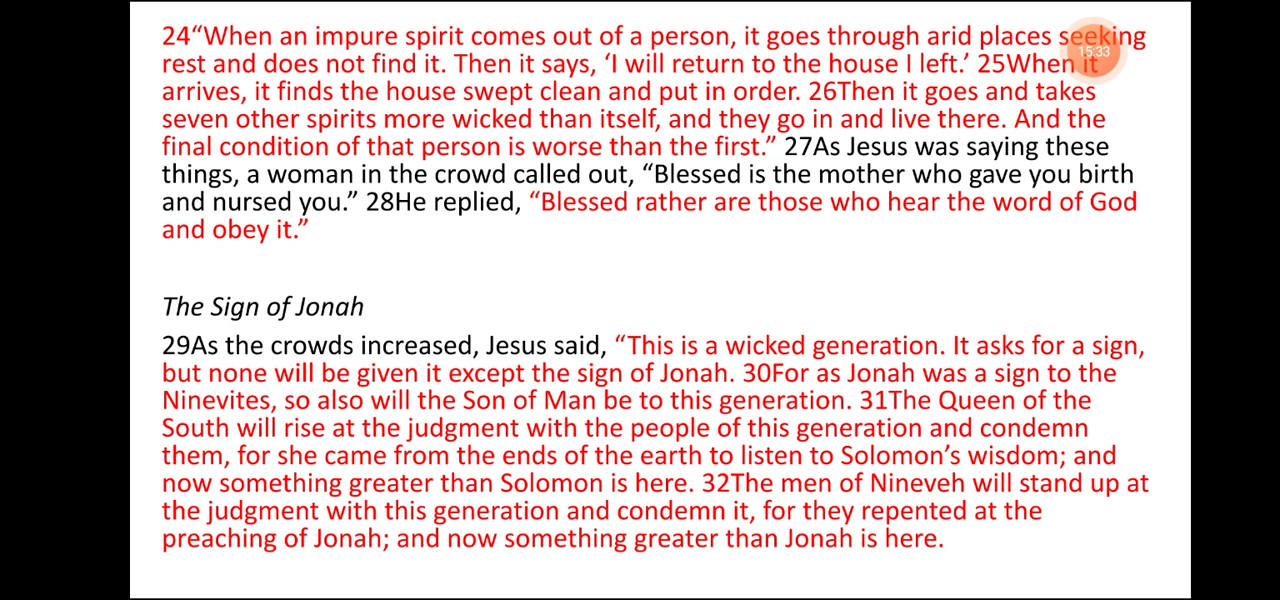 24“When an impure spirit comes out of a person, it goes through arid places seeking
rest and does not find it. Then it says, ‘I will return to the house I left.’ 25When it
arrives, it finds the house swept clean and put in order. 26Then it goes and takes
seven other spirits more wicked than itself, and they go in and live there. And the
final condition of that person is worse than the first.” 27As Jesus was saying these
things, a woman in the crowd called out, “Blessed is the mother who gave you birth
and nursed you.” 28He replied, “Blessed rather are those who hear the word of God
and obey it.”
The Sign of Jonah
29As the crowds increased, Jesus said, “This is a wicked generation. It asks for a sign,
but none will be given it except the sign of Jonah. 30For as Jonah was a sign to the
Ninevites, so also will the Son of Man be to this generation. 31The Queen of the
South will rise at the judgment with the people of this generation and condemn
them, for she came from the ends of the earth to listen to Solomon’s wisdom; and
now something greater than Solomon is here. 32The men of Nineveh will stand up at
the judgment with this generation and condemn it, for they repented at the
preaching of Jonah; and now something greater than Jonah is here.
15:33